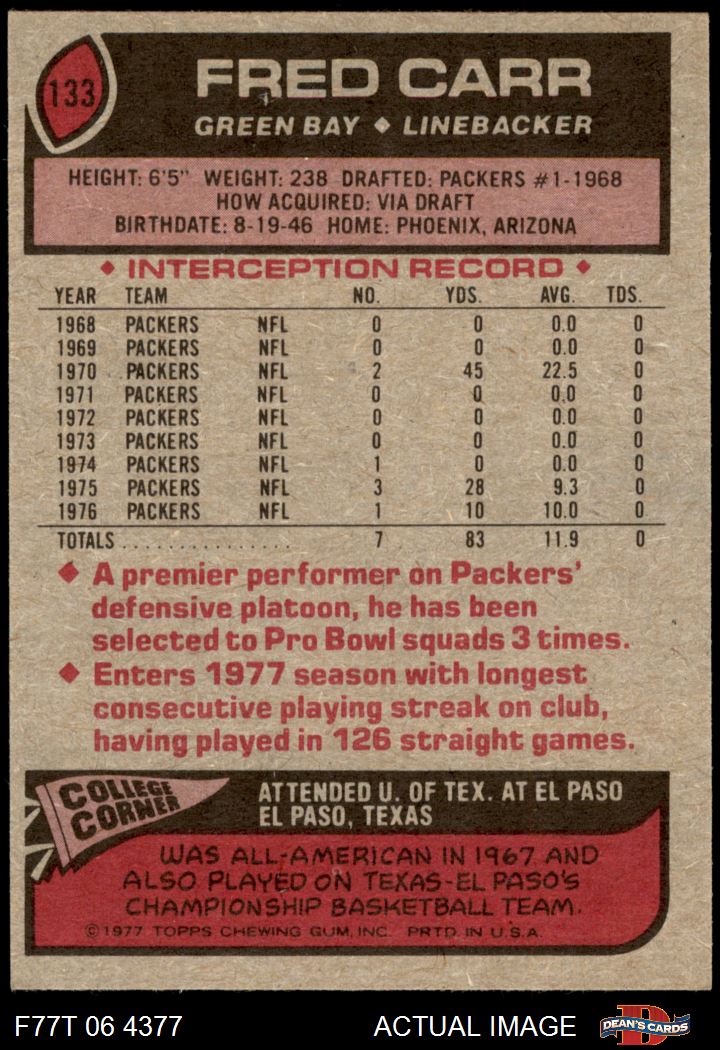 133
FRED CARR
GREEN BAY ◆ LINEBACKER
HEIGHT: 6'5" WEIGHT: 238 DRAFTED: PACKERS #1-1968
HOW ACQUIRED: VIA DRAFT
BIRTHDATE: 8-19-46 HOME: PHOENIX, ARIZONA
◆ INTERCEPTION RECORD ◆
YEAR TEAM NO. YDS. AVG. TDS.
1968 PACKERS NFL 0 0 0.0 0
1969 PACKERS NFL 0 0 0.0 0
1970 PACKERS NFL 2 45 22.5 0
1971 PACKERS NFL 0 0 0.0 0
1972 PACKERS NFL 0 0 0.0 0
1973 PACKERS NFL 0 0 0.0 0
1974 PACKERS NFL 1 0 0.0 0
1975 PACKERS NFL 3 28 9.3 0
1976 PACKERS NFL 1 10 10.0 0
TOTALS . . . . . . . . . . . . . . . 7 83 11.9 0
◆ A premier performer on Packers'
defensive platoon, he has been
selected to Pro Bowl squads 3 times.
◆ Enters 1977 season with longest
consecutive playing streak on club,
having played in 126 straight games.
COLLEGE
CORNER
ATTENDED U. OF TEX. AT EL PASO
EL PASO, TEXAS
WAS ALL-AMERICAN IN 1967 AND
ALSO PLAYED ON TEXAS-EL PASO'S
CHAMPIONSHIP BASKETBALL TEAM.
©1977 TOPPS CHEWING GUM, INC. PRTD. IN U.S.A.
F77T 06 4377 ACTUAL IMAGE D DEAN'S CARDS